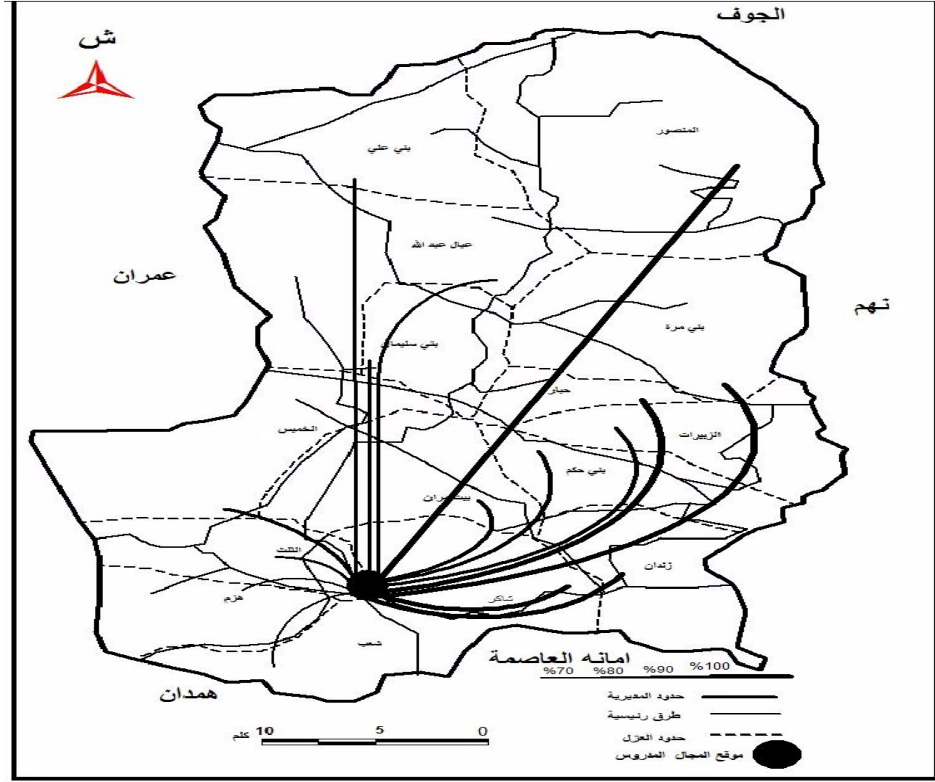 الجوف
ش
المنصور
بني علي
عيال عبد الله
عمران
نهم
بني مرة
بني سليمان
حبار
الخميس
الزبيرات
بني حكم
زندان
شاكر
هزم
شعب
امانه العاصمة
%70 %80 %90 %100
همدان
حدود المديرية
طرق رئيسية
حدود العزل
موقع المجال المدروس
10 5 0
كلم